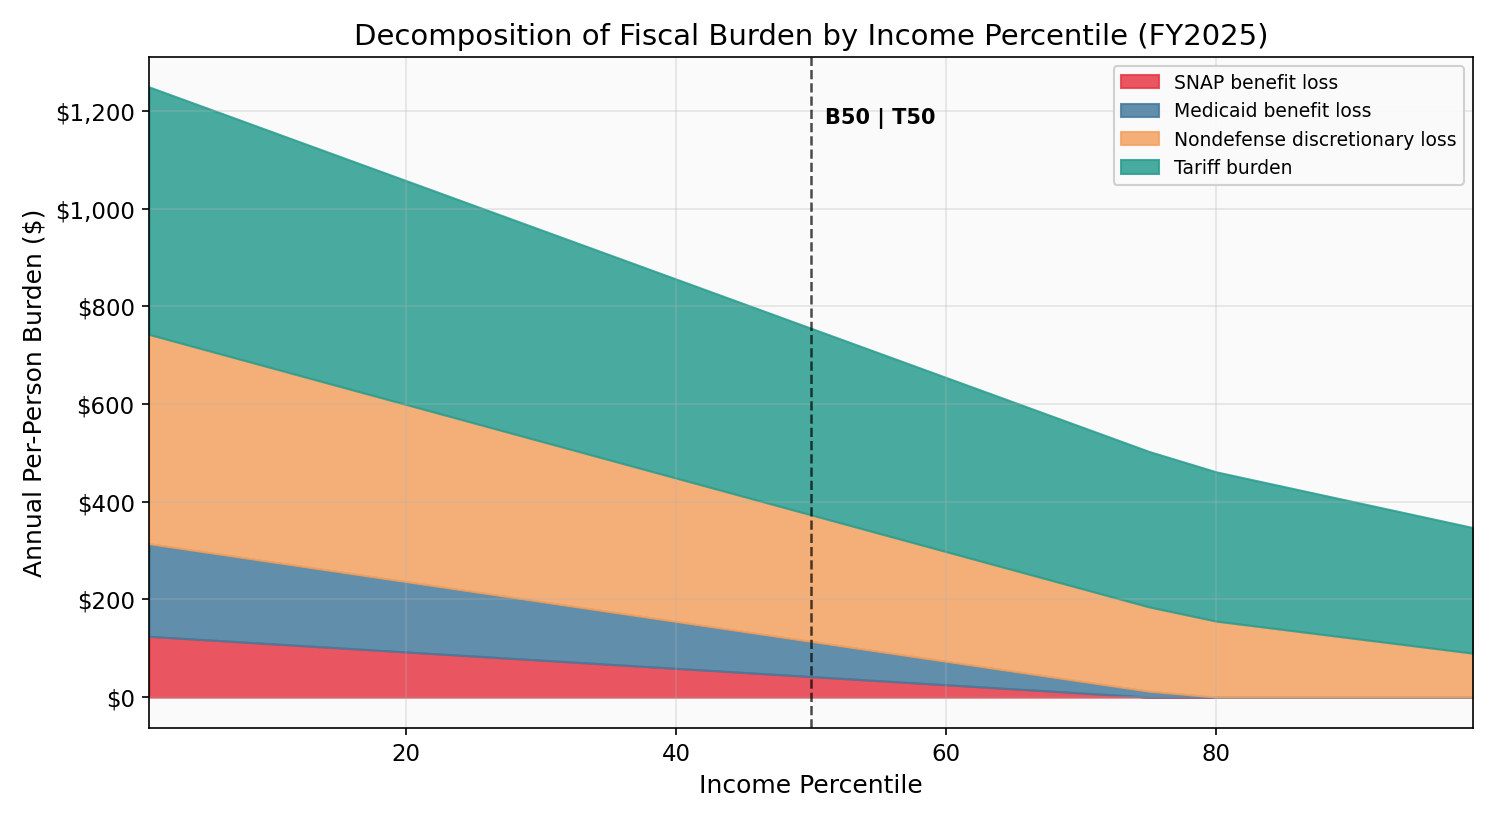 Decomposition of Fiscal Burden by Income Percentile (FY2025)
SNAP benefit loss
Medicaid benefit loss
Nondefense discretionary loss
Tariff burden
B50 | T50
Annual Per-Person Burden ($)
$1,200
$1,000
$800
$600
$400
$200
$0
20 40 60 80
Income Percentile